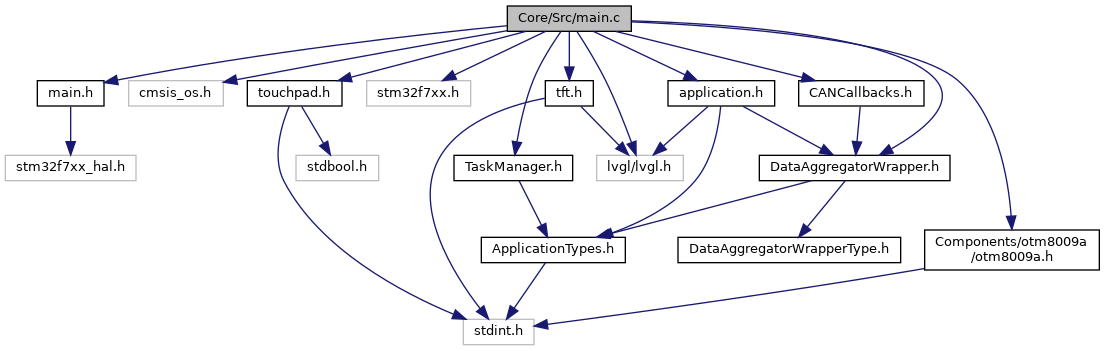 Core/Src/main.c
main.h
cmsis_os.h
touchpad.h
stm32f7xx.h
tft.h
application.h
CANCallbacks.h
stm32f7xx_hal.h
stdbool.h
TaskManager.h
lvgl/lvgl.h
DataAggregatorWrapper.h
ApplicationTypes.h
DataAggregatorWrapperType.h
Components/otm8009a
/otm8009a.h
stdint.h